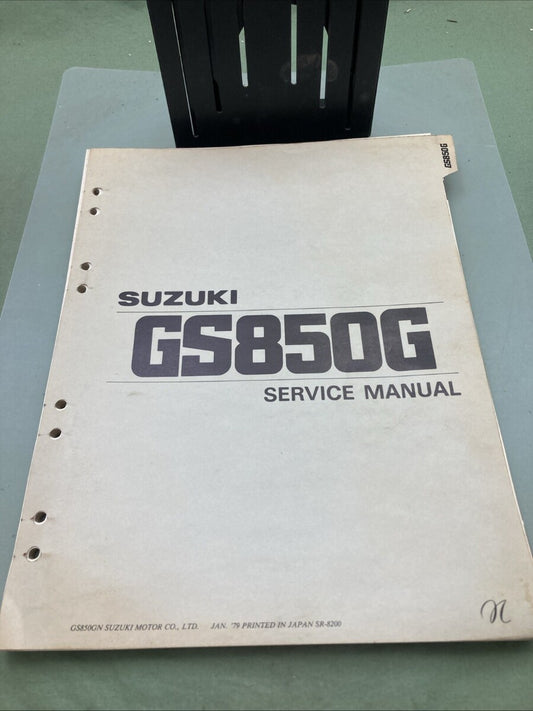 GS850G
SUZUKI
GS850G
SERVICE MANUAL
GS850GN SUZUKI MOTOR CO., LTD. JAN. '79 PRINTED IN JAPAN SR-8200